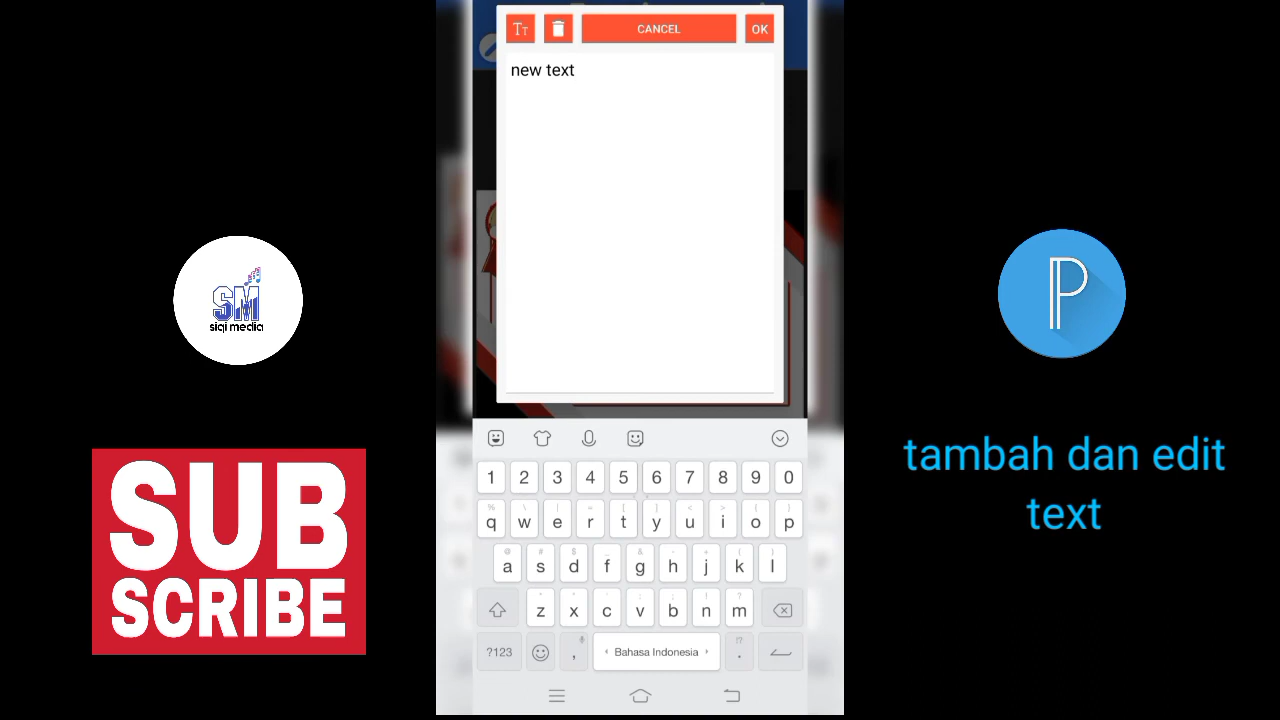 TT
CANCEL
OK
new text
SM
siqi media
SUB
SCRIBE
P
tambah dan edit
text
1 2 3 4 5 6 7 8 9 0
q w e r t y u i o p
a s d f g h j k l
z x c v b n m
?123 , Bahasa Indonesia .